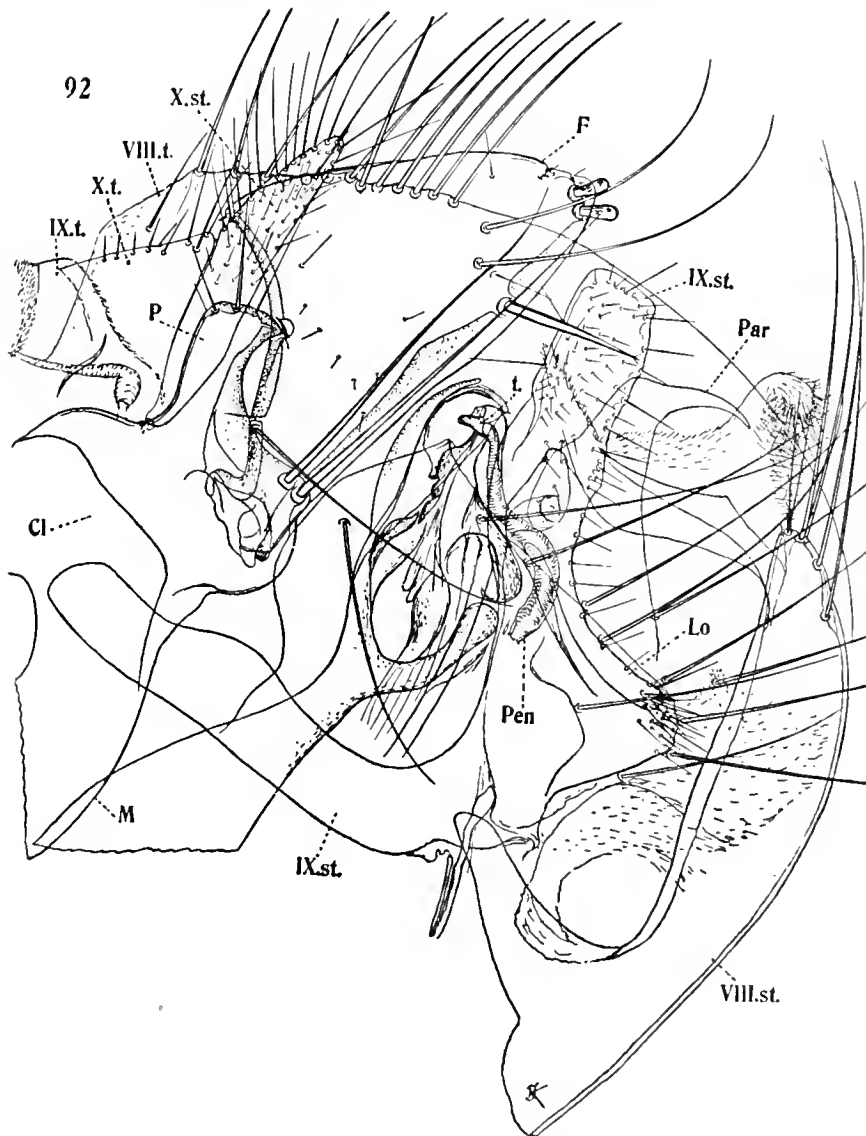 92
X.st.
F
VIII.t.
X.t.
IX.t.
P
IX.st.
Par
t.
Cl
Lo
Pen
M
IX.st.
VIII.st.